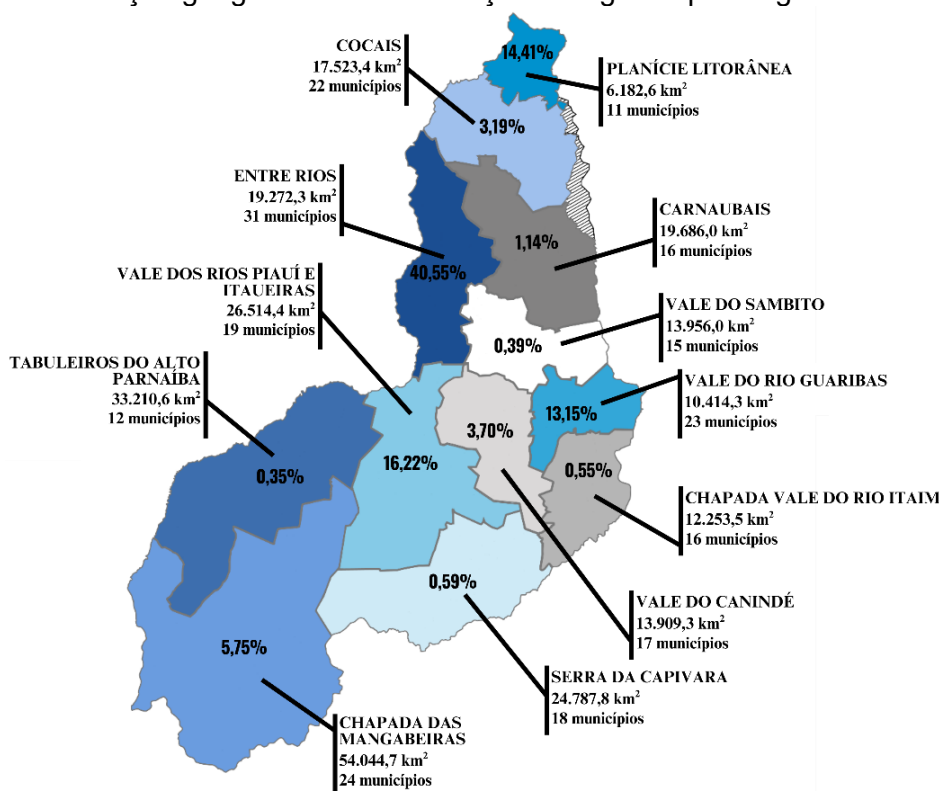 COCAIS
17.523,4 km²
22 municípios
14,41%
PLANÍCIE LITORÂNEA
6.182,6 km²
11 municípios
3,19%
ENTRE RIOS
19.272,3 km²
31 municípios
CARNAUBAIS
19.686,0 km²
16 municípios
1,14%
40,55%
VALE DOS RIOS PIAUÍ E
ITAUEIRAS
26.514,4 km²
19 municípios
VALE DO SAMBITO
13.956,0 km²
15 municípios
0,39%
TABULEIROS DO ALTO
PARNAÍBA
33.210,6 km²
12 municípios
VALE DO RIO GUARIBAS
10.414,3 km²
23 municípios
13,15%
3,70%
16,22%
0,35%
0,55%
CHAPADA VALE DO RIO ITAIM
12.253,5 km²
16 municípios
0,59%
VALE DO CANINDÉ
13.909,3 km²
17 municípios
5,75%
SERRA DA CAPIVARA
24.787,8 km²
18 municípios
CHAPADA DAS
MANGABEIRAS
54.044,7 km²
24 municípios